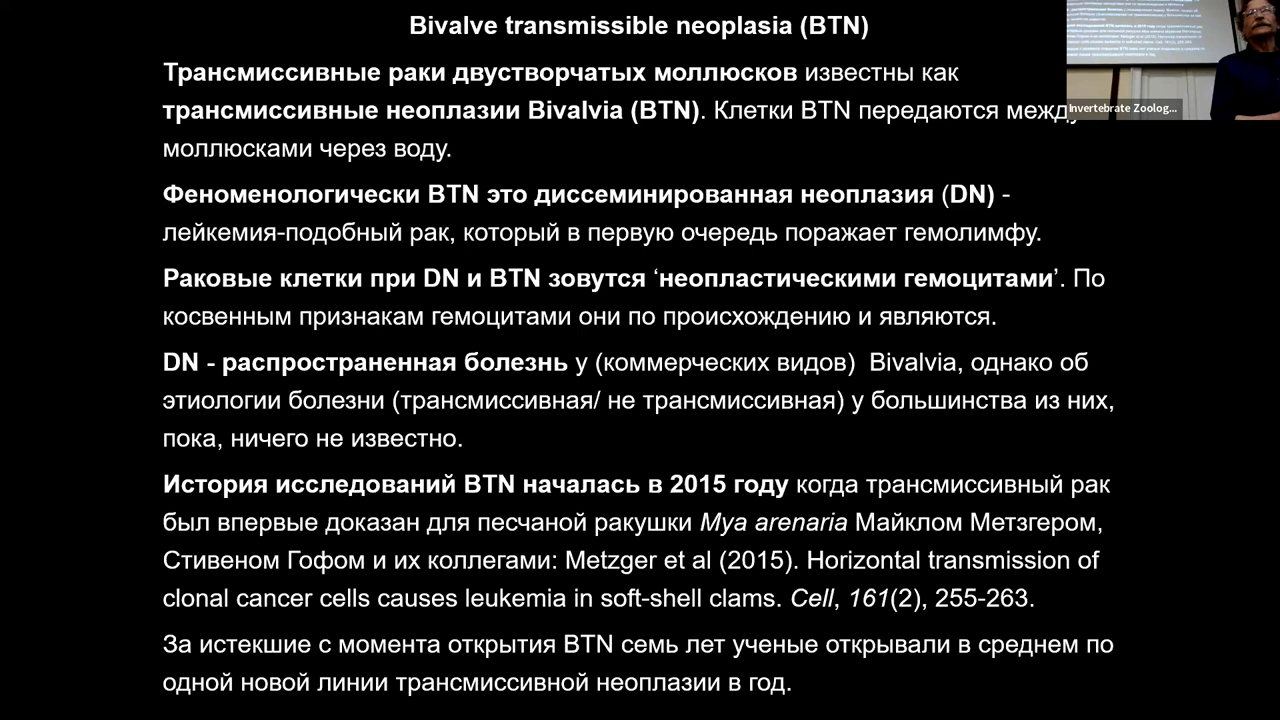 Bivalve transmissible neoplasia (BTN)
Трансмиссивные раки двустворчатых моллюсков известны как
трансмиссивные неоплазии Bivalvia (BTN). Клетки BTN передаются между
моллюсками через воду.
Феноменологически BTN это диссеминированная неоплазия (DN) -
лейкемия-подобный рак, который в первую очередь поражает гемолимфу.
Раковые клетки при DN и BTN зовутся ‘неопластическими гемоцитами’. По
косвенным признакам гемоцитами они по происхождению и являются.
DN - распространенная болезнь у (коммерческих видов) Bivalvia, однако об
этиологии болезни (трансмиссивная/ не трансмиссивная) у большинства из них,
пока, ничего не известно.
История исследований BTN началась в 2015 году когда трансмиссивный рак
был впервые доказан для песчаной ракушки Mya arenaria Майклом Метзгером,
Стивеном Гофом и их коллегами: Metzger et al (2015). Horizontal transmission of
clonal cancer cells causes leukemia in soft-shell clams. Cell, 161(2), 255-263.
За истекшие с момента открытия BTN семь лет ученые открывали в среднем по
одной новой линии трансмиссивной неоплазии в год.
Invertebrate Zoolog...